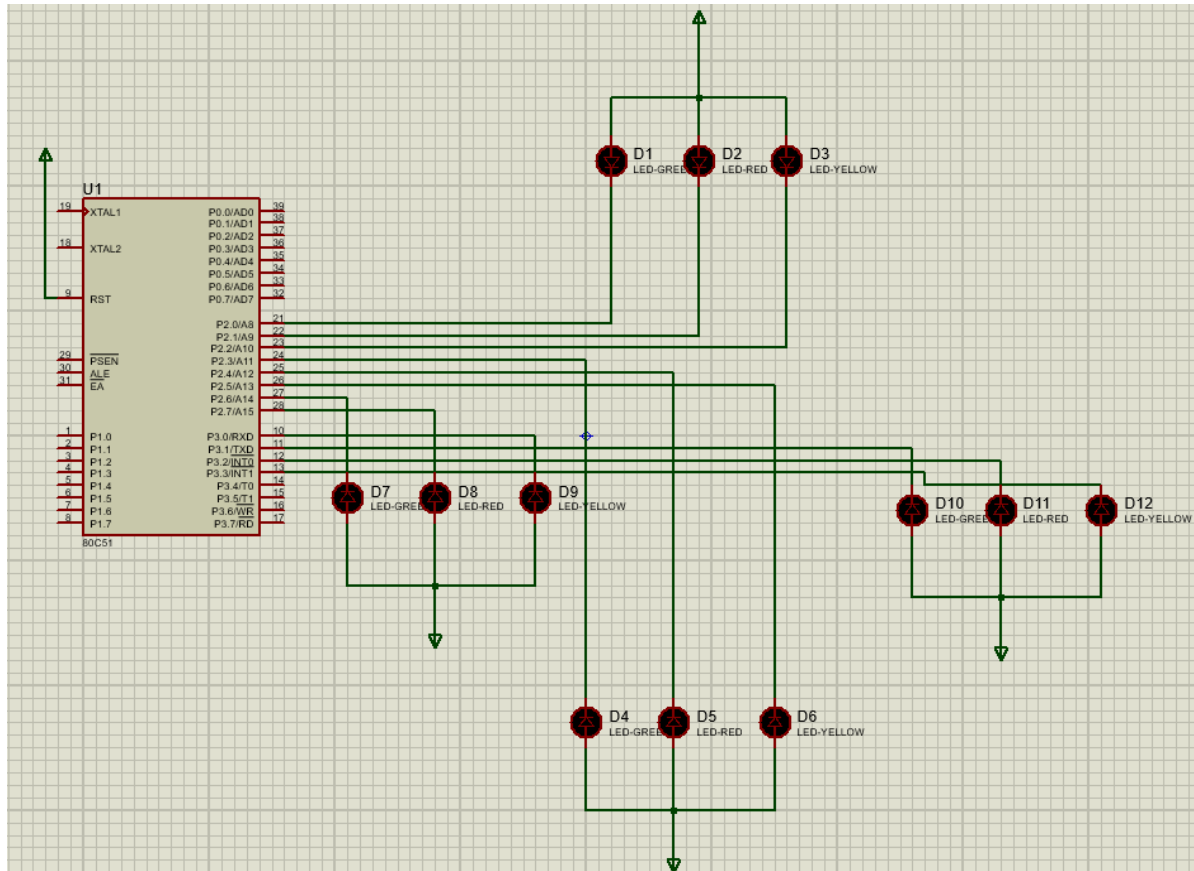 D1
LED-GREE
D2
LED-RED
D3
LED-YELLOW
U1
19
XTAL1
18
XTAL2
9
RST
29
PSEN
30
ALE
31
EA
1
P1.0
2
P1.1
3
P1.2
4
P1.3
5
P1.4
6
P1.5
7
P1.6
8
P1.7
P0.0/AD0
39
P0.1/AD1
38
P0.2/AD2
37
P0.3/AD3
36
P0.4/AD4
35
P0.5/AD5
34
P0.6/AD6
33
P0.7/AD7
32
P2.0/A8
21
P2.1/A9
22
P2.2/A10
23
P2.3/A11
24
P2.4/A12
25
P2.5/A13
26
P2.6/A14
27
P2.7/A15
28
P3.0/RXD
10
P3.1/TXD
11
P3.2/INT0
12
P3.3/INT1
13
P3.4/T0
14
P3.5/T1
15
P3.6/WR
16
P3.7/RD
17
80C51
D7
LED-GREE
D8
LED-RED
D9
LED-YELLOW
D10
LED-GREE
D11
LED-RED
D12
LED-YELLOW
D4
LED-GREE
D5
LED-RED
D6
LED-YELLOW